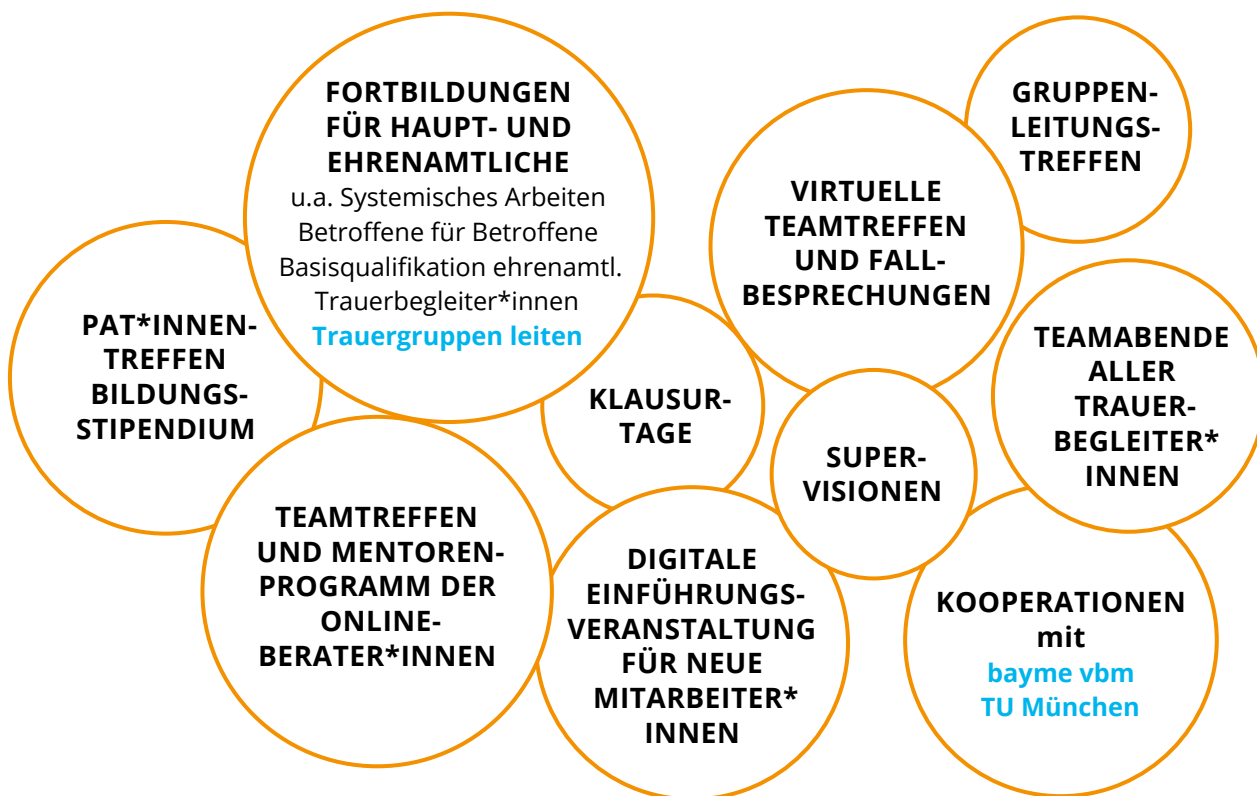 FORTBILDUNGEN
FÜR HAUPT- UND
EHRENAMTLICHE
u.a. Systemisches Arbeiten
Betroffene für Betroffene
Basisqualifikation ehrenamtl.
Trauerbegleiter*innen
Trauergruppen leiten
VIRTUELLE
TEAMTREFFEN
UND FALL-
BESPRECHUNGEN
GRUPPEN-
LEITUNGS-
TREFFEN
PAT*INNEN-
TREFFEN
BILDUNGS-
STIPENDIUM
KLAUSUR-
TAGE
SUPER-
VISIONEN
TEAMABENDE
ALLER
TRAUER-
BEGLEITER*
INNEN
TEAMTREFFEN
UND MENTOREN-
PROGRAMM DER
ONLINE-
BERATER*INNEN
DIGITALE
EINFÜHRUNGS-
VERANSTALTUNG
FÜR NEUE
MITARBEITER*
INNEN
KOOPERATIONEN
mit
bayme vbm
TU München